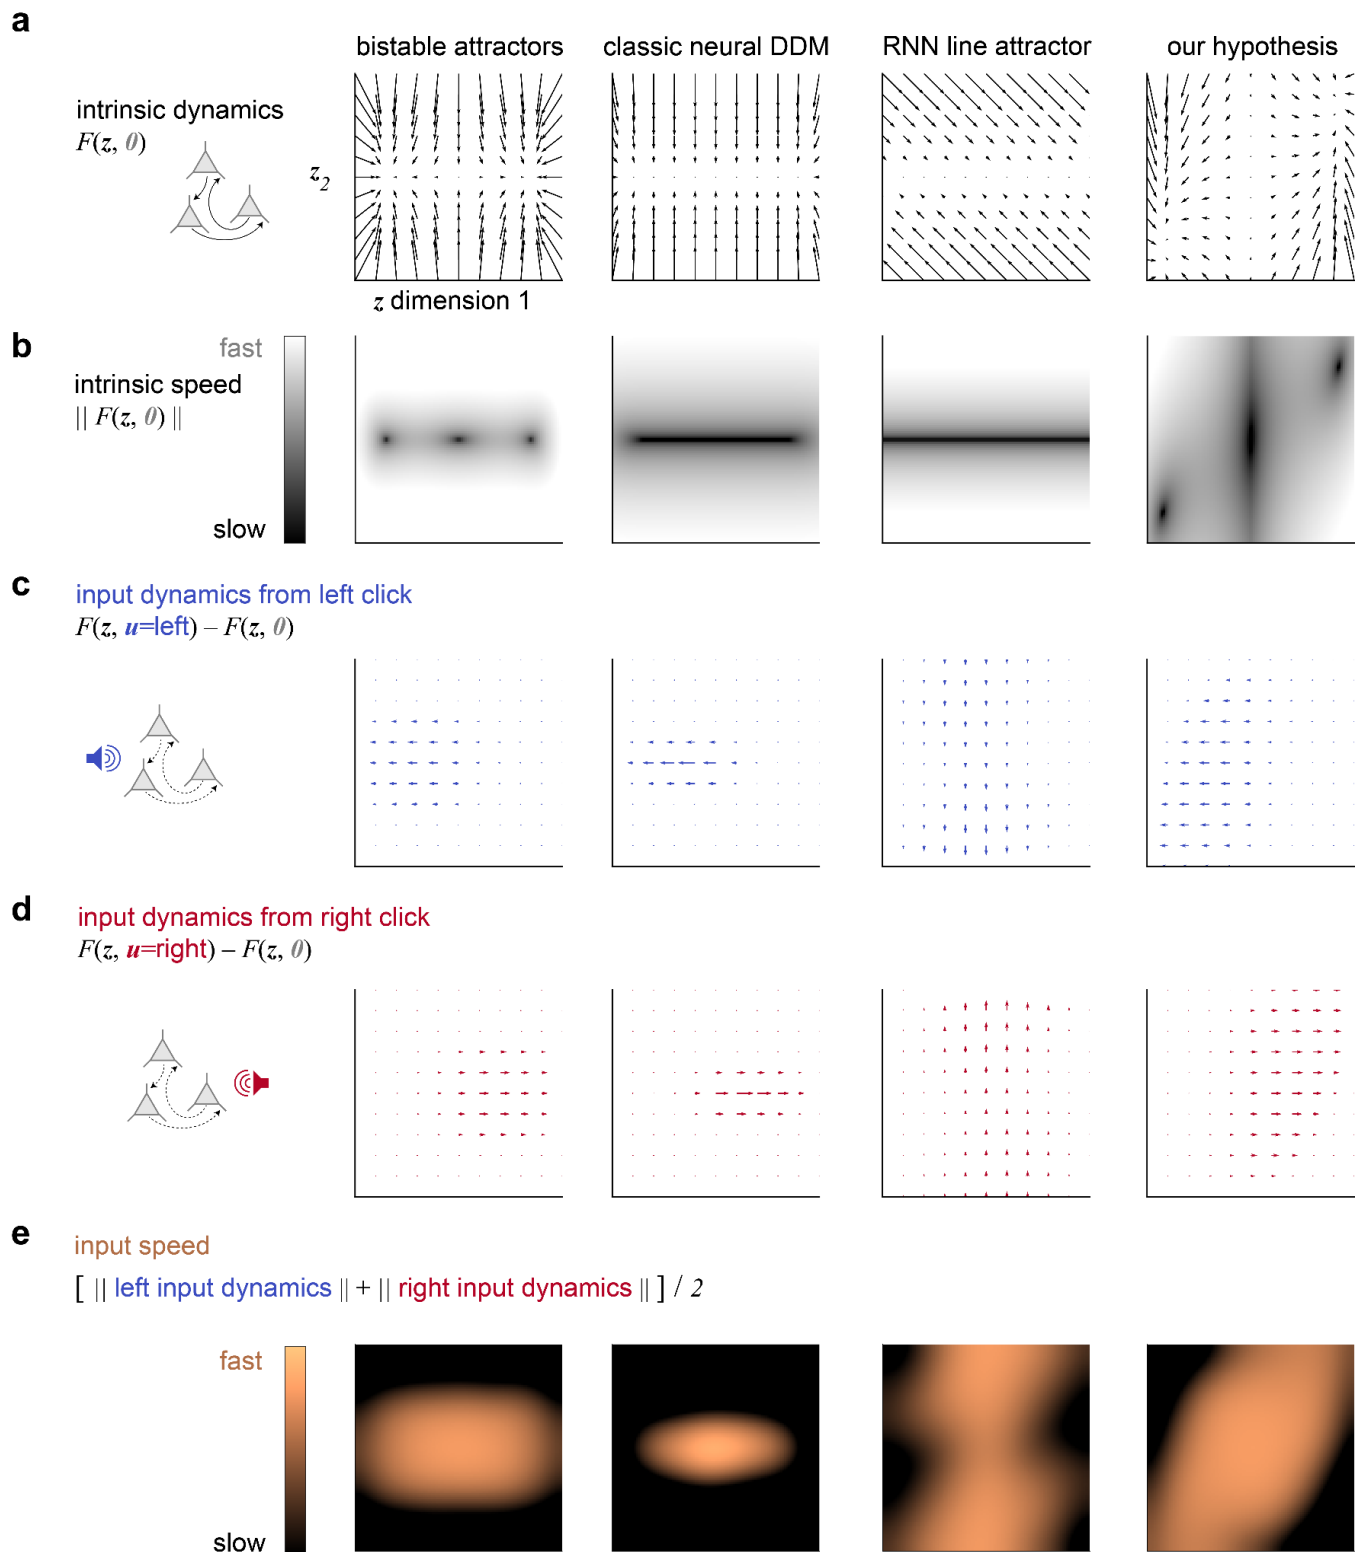 a
bistable attractors classic neural DDM RNN line attractor our hypothesis
intrinsic dynamics
F(z, 0)
z2
z dimension 1
b
fast
intrinsic speed
|| F(z, 0) ||
slow
c
input dynamics from left click
F(z, u=left) – F(z, 0)
d
input dynamics from right click
F(z, u=right) – F(z, 0)
e
input speed
[ || left input dynamics || + || right input dynamics || ] / 2
fast
slow